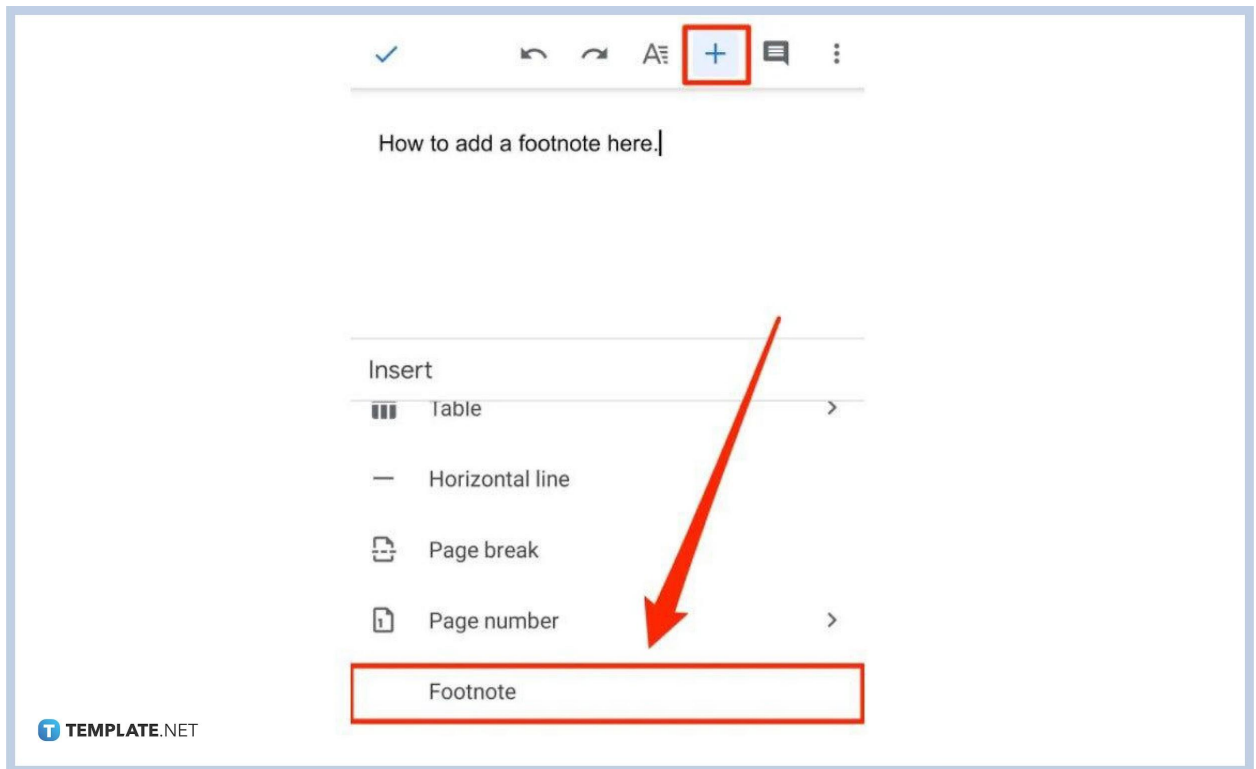 How to add a footnote here.
Insert
Table
Horizontal line
Page break
Page number
Footnote
T TEMPLATE.NET